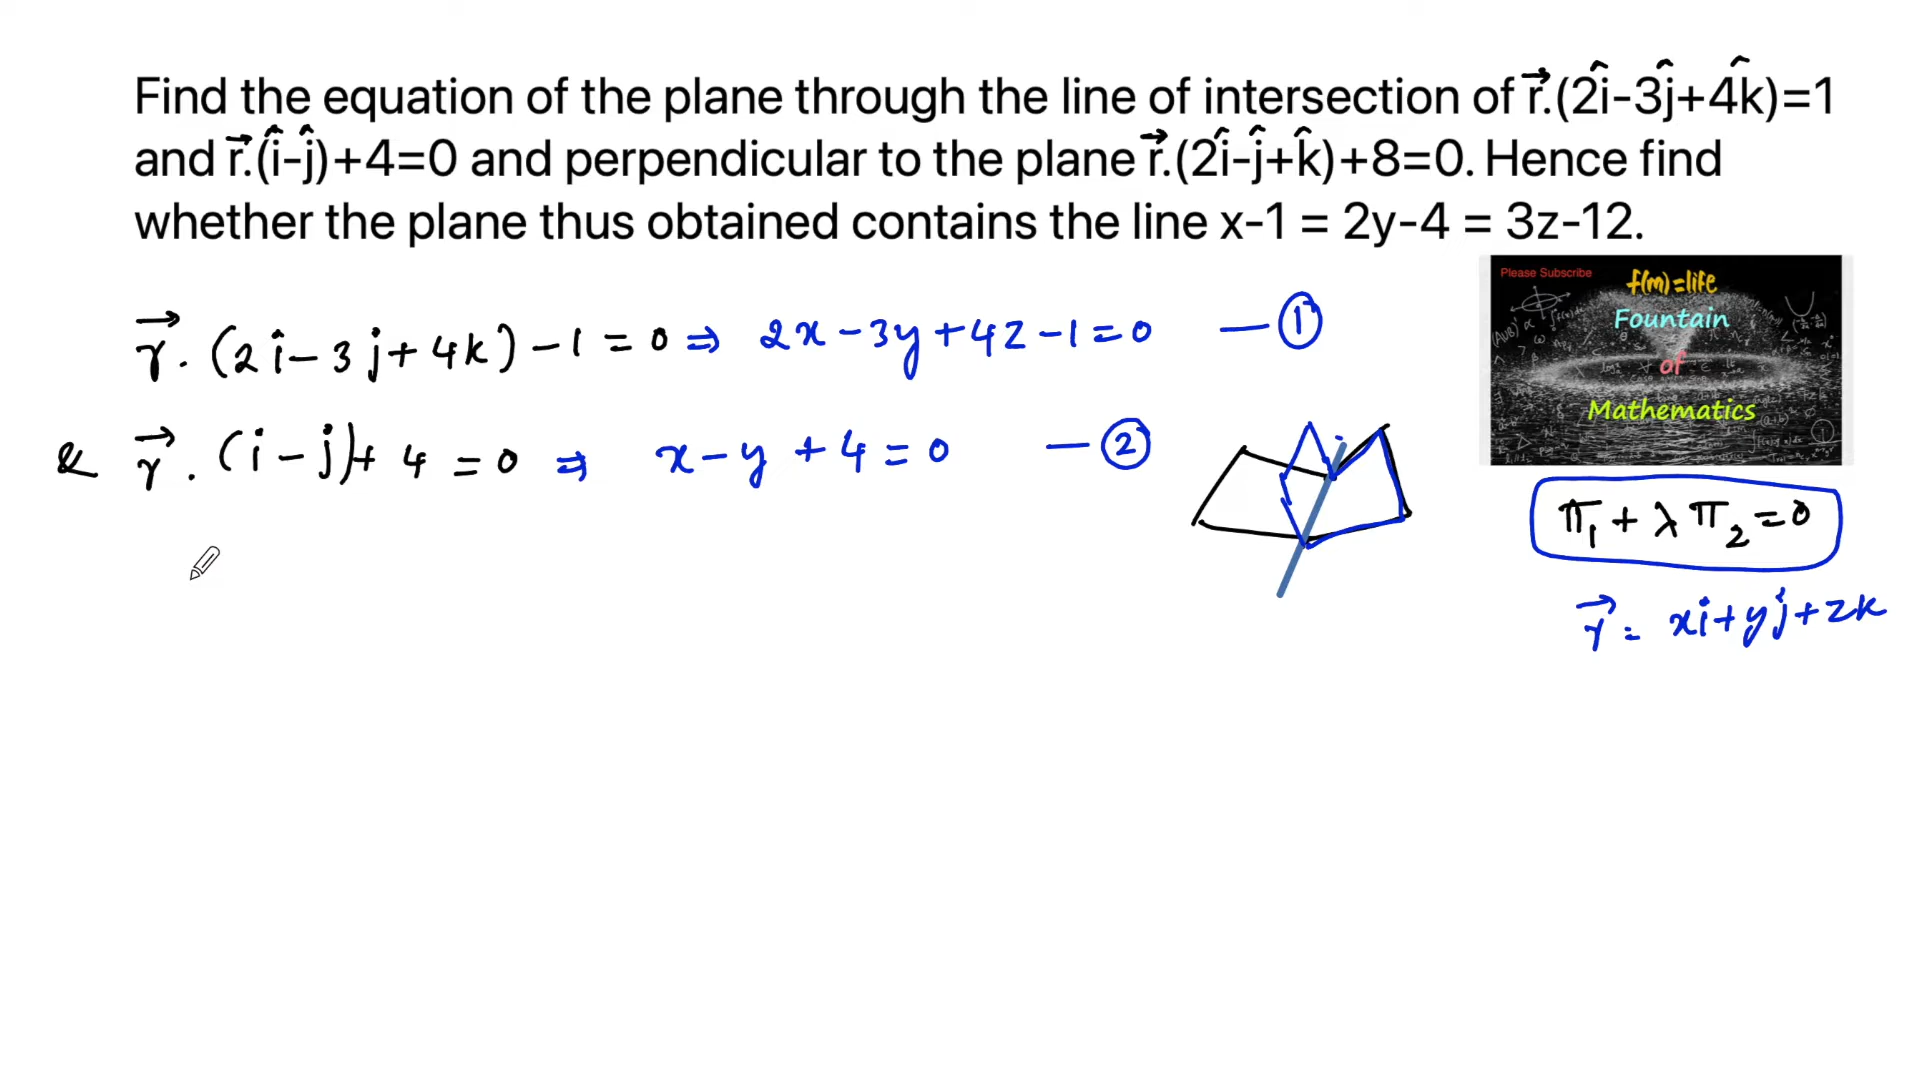 Find the equation of the plane through the line of intersection of r⃗.(2î-3ĵ+4k̂)=1
and r⃗.(î-ĵ)+4=0 and perpendicular to the plane r⃗.(2î-ĵ+k̂)+8=0. Hence find
whether the plane thus obtained contains the line x-1 = 2y-4 = 3z-12.
Please Subscribe
f(m)=life
Fountain
of
Mathematics
r⃗ . (2i - 3j + 4k) - 1 = 0 ⇒ 2x - 3y + 4z - 1 = 0 — ①
& r⃗ . (i - j) + 4 = 0 ⇒ x - y + 4 = 0 — ②
π₁ + λ π₂ = 0
r⃗ = xi + yj + zk